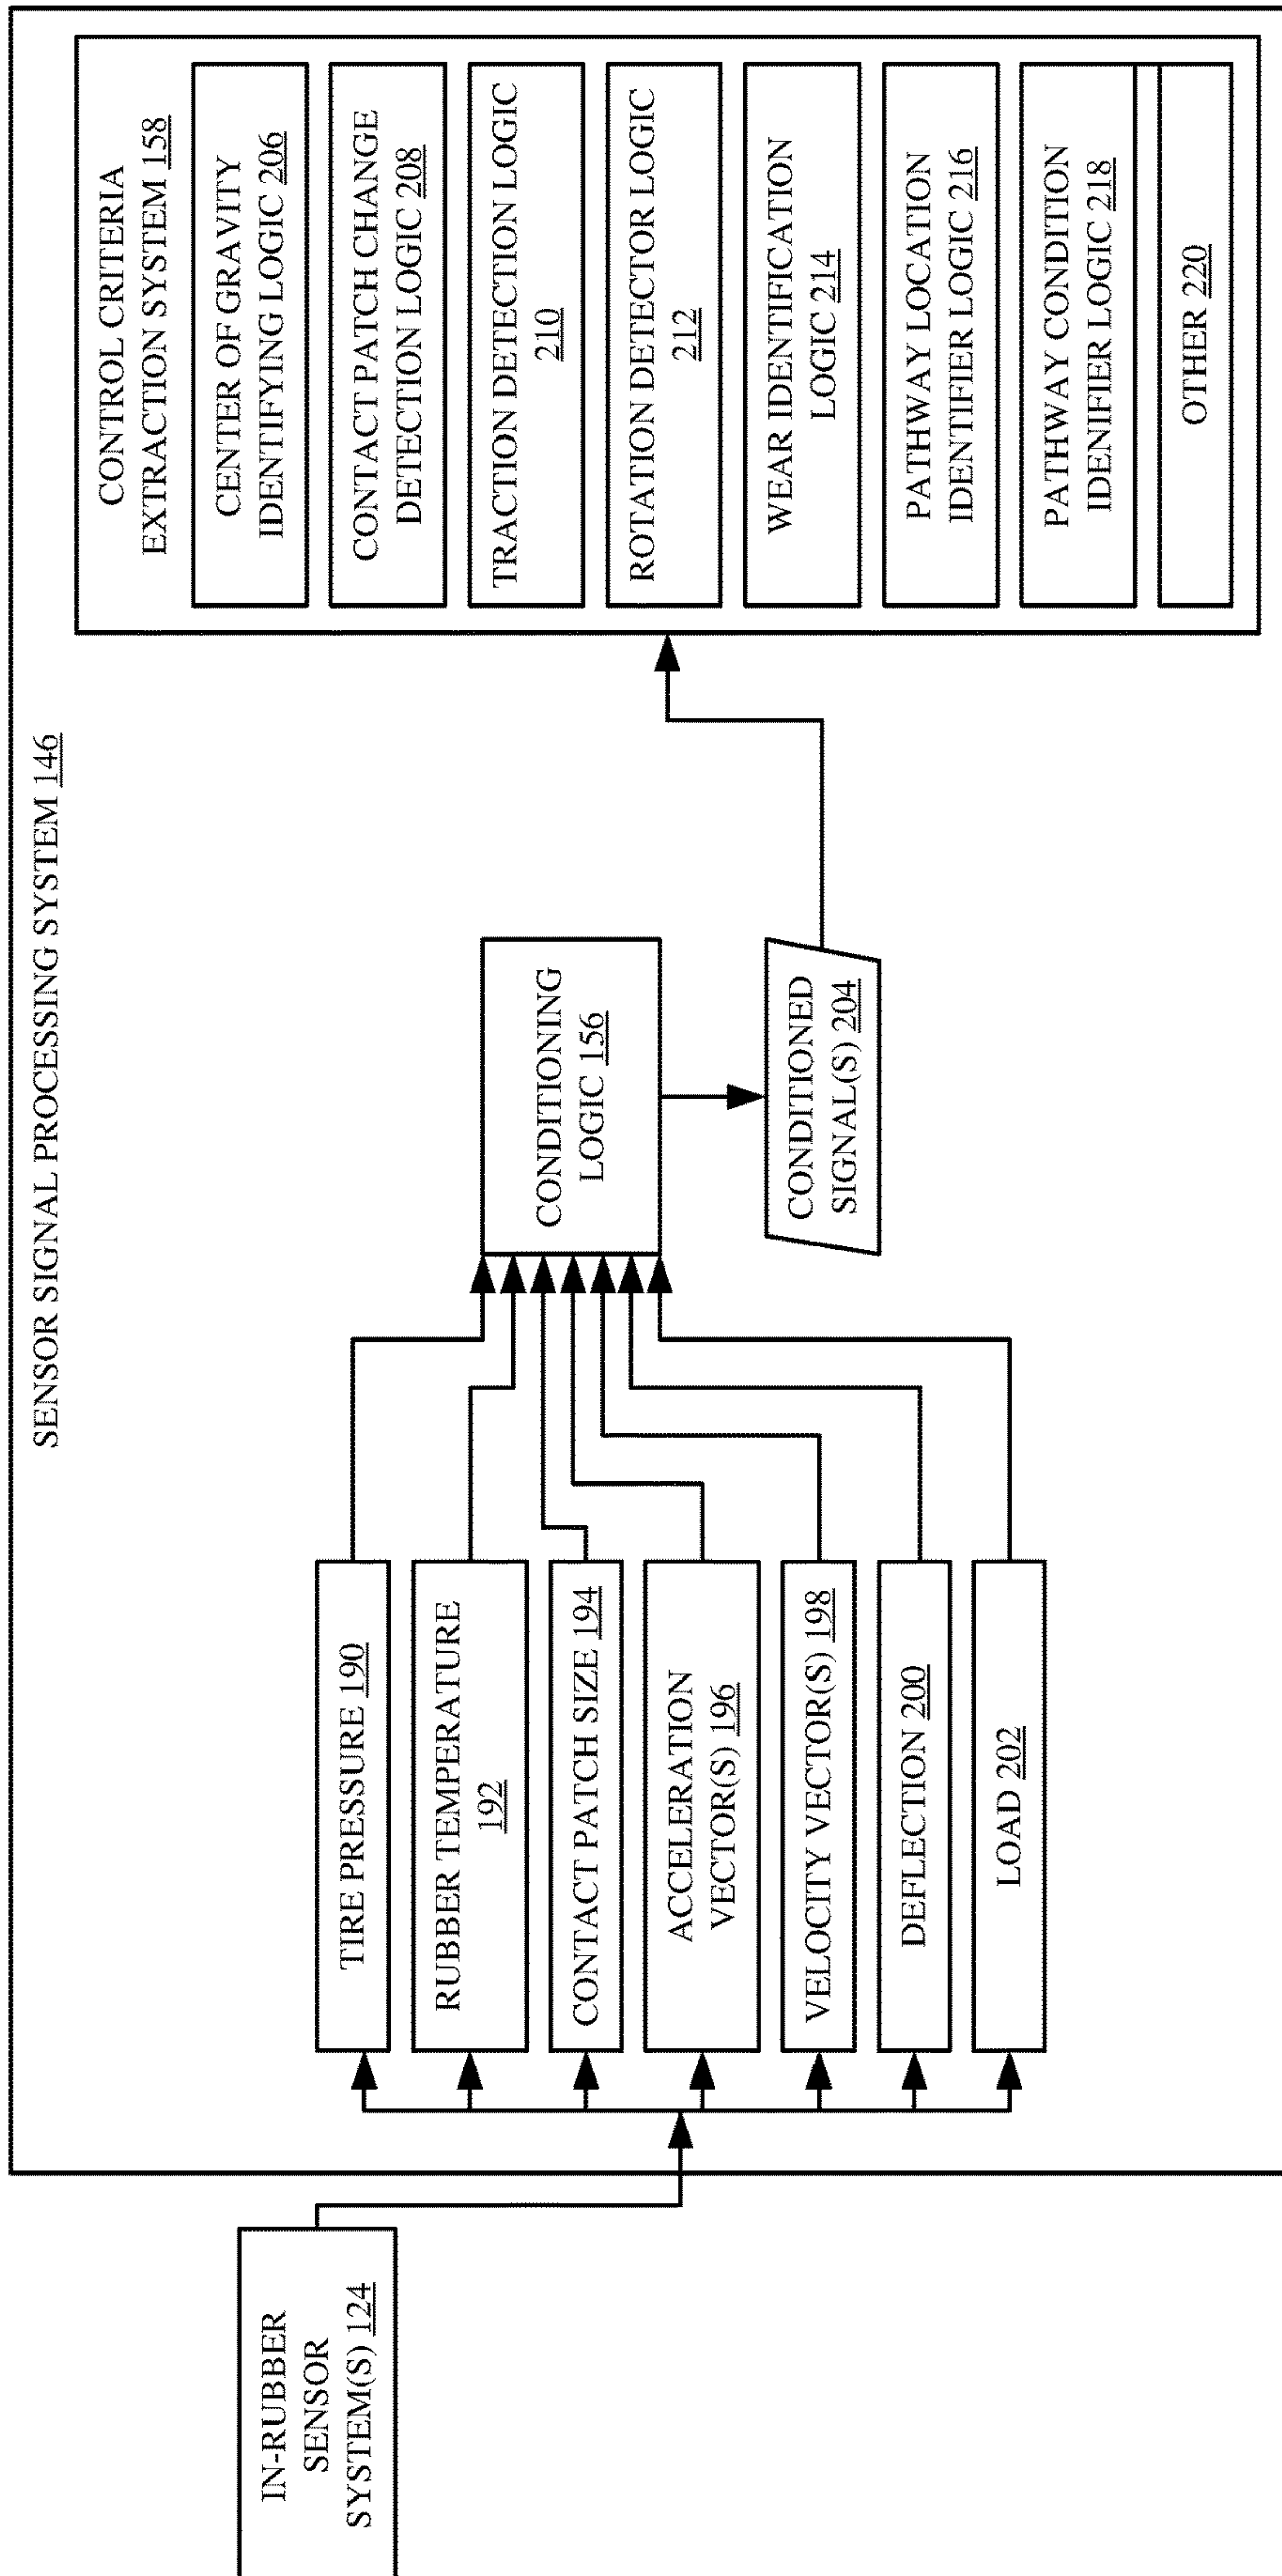 SENSOR SIGNAL PROCESSING SYSTEM 146
IN-RUBBER
SENSOR
SYSTEM(S) 124
TIRE PRESSURE 190
RUBBER TEMPERATURE
192
CONTACT PATCH SIZE 194
ACCELERATION
VECTOR(S) 196
VELOCITY VECTOR(S) 198
DEFLECTION 200
LOAD 202
CONDITIONING
LOGIC 156
CONDITIONED
SIGNAL(S) 204
CONTROL CRITERIA
EXTRACTION SYSTEM 158
CENTER OF GRAVITY
IDENTIFYING LOGIC 206
CONTACT PATCH CHANGE
DETECTION LOGIC 208
TRACTION DETECTION LOGIC
210
ROTATION DETECTOR LOGIC
212
WEAR IDENTIFICATION
LOGIC 214
PATHWAY LOCATION
IDENTIFIER LOGIC 216
PATHWAY CONDITION
IDENIFIER LOGIC 218
OTHER 220